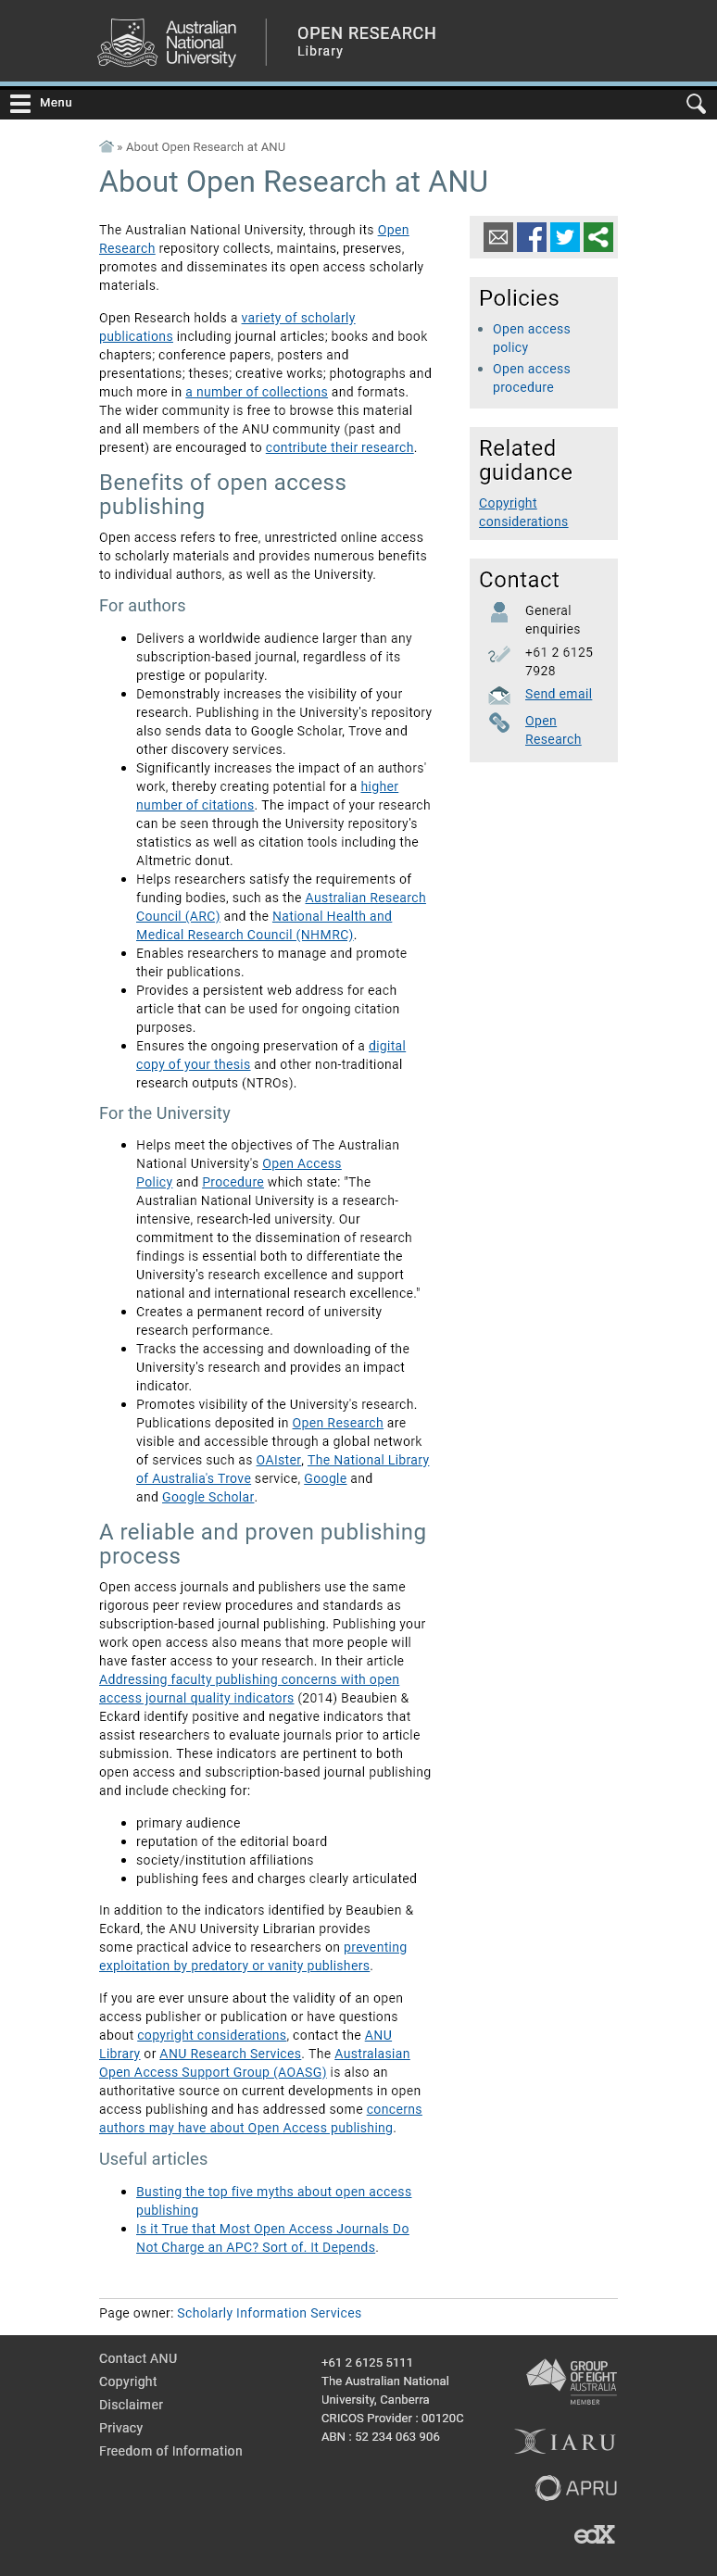 Australian
National
University
OPEN RESEARCH
Library
Menu
» About Open Research at ANU
About Open Research at ANU
The Australian National University, through its Open
Research repository collects, maintains, preserves,
promotes and disseminates its open access scholarly
materials.
Open Research holds a variety of scholarly
publications including journal articles; books and book
chapters; conference papers, posters and
presentations; theses; creative works; photographs and
much more in a number of collections and formats.
The wider community is free to browse this material
and all members of the ANU community (past and
present) are encouraged to contribute their research.
Benefits of open access
publishing
Open access refers to free, unrestricted online access
to scholarly materials and provides numerous benefits
to individual authors, as well as the University.
For authors
Delivers a worldwide audience larger than any
subscription-based journal, regardless of its
prestige or popularity.
Demonstrably increases the visibility of your
research. Publishing in the University's repository
also sends data to Google Scholar, Trove and
other discovery services.
Significantly increases the impact of an authors'
work, thereby creating potential for a higher
number of citations. The impact of your research
can be seen through the University repository's
statistics as well as citation tools including the
Altmetric donut.
Helps researchers satisfy the requirements of
funding bodies, such as the Australian Research
Council (ARC) and the National Health and
Medical Research Council (NHMRC).
Enables researchers to manage and promote
their publications.
Provides a persistent web address for each
article that can be used for ongoing citation
purposes.
Ensures the ongoing preservation of a digital
copy of your thesis and other non-traditional
research outputs (NTROs).
For the University
Helps meet the objectives of The Australian
National University's Open Access
Policy and Procedure which state: "The
Australian National University is a research-
intensive, research-led university. Our
commitment to the dissemination of research
findings is essential both to differentiate the
University's research excellence and support
national and international research excellence."
Creates a permanent record of university
research performance.
Tracks the accessing and downloading of the
University's research and provides an impact
indicator.
Promotes visibility of the University's research.
Publications deposited in Open Research are
visible and accessible through a global network
of services such as OAIster, The National Library
of Australia's Trove service, Google and
and Google Scholar.
A reliable and proven publishing
process
Open access journals and publishers use the same
rigorous peer review procedures and standards as
subscription-based journal publishing. Publishing your
work open access also means that more people will
have faster access to your research. In their article
Addressing faculty publishing concerns with open
access journal quality indicators (2014) Beaubien &
Eckard identify positive and negative indicators that
assist researchers to evaluate journals prior to article
submission. These indicators are pertinent to both
open access and subscription-based journal publishing
and include checking for:
primary audience
reputation of the editorial board
society/institution affiliations
publishing fees and charges clearly articulated
In addition to the indicators identified by Beaubien &
Eckard, the ANU University Librarian provides
some practical advice to researchers on preventing
exploitation by predatory or vanity publishers.
If you are ever unsure about the validity of an open
access publisher or publication or have questions
about copyright considerations, contact the ANU
Library or ANU Research Services. The Australasian
Open Access Support Group (AOASG) is also an
authoritative source on current developments in open
access publishing and has addressed some concerns
authors may have about Open Access publishing.
Useful articles
Busting the top five myths about open access
publishing
Is it True that Most Open Access Journals Do
Not Charge an APC? Sort of. It Depends.
Policies
Open access
policy
Open access
procedure
Related
guidance
Copyright
considerations
Contact
General
enquiries
+61 2 6125
7928
Send email
Open
Research
Page owner: Scholarly Information Services
Contact ANU
Copyright
Disclaimer
Privacy
Freedom of Information
+61 2 6125 5111
The Australian National
University, Canberra
CRICOS Provider : 00120C
ABN : 52 234 063 906
GROUP
OF EIGHT
AUSTRALIA
MEMBER
IARU
APRU
edX